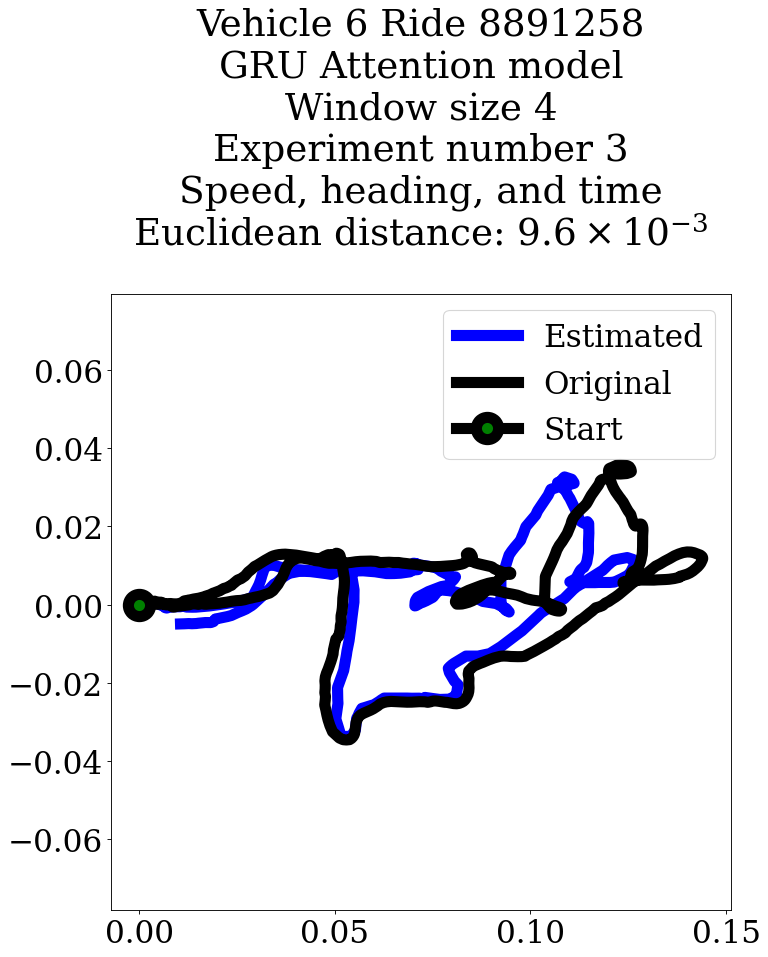 Vehicle 6 Ride 8891258
GRU Attention model
Window size 4
Experiment number 3
Speed, heading, and time
Euclidean distance: 9.6 × 10⁻³
Estimated
Original
Start
0.06
0.04
0.02
0.00
−0.02
−0.04
−0.06
0.00 0.05 0.10 0.15